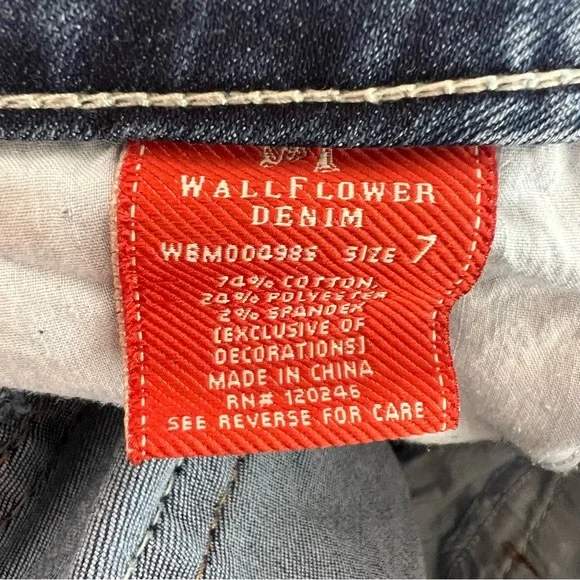 WALLFLOWER
DENIM
WBM00498S SIZE 7
74% COTTON,
24% POLYESTER
2% SPANDEX
[EXCLUSIVE OF
DECORATIONS]
MADE IN CHINA
RN# 120246
SEE REVERSE FOR CARE